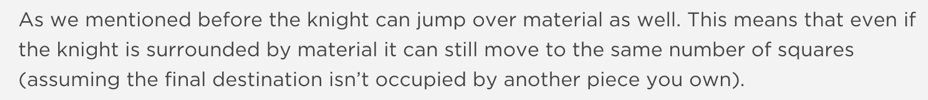 As we mentioned before the knight can jump over material as well. This means that even if
the knight is surrounded by material it can still move to the same number of squares
(assuming the final destination isn’t occupied by another piece you own).